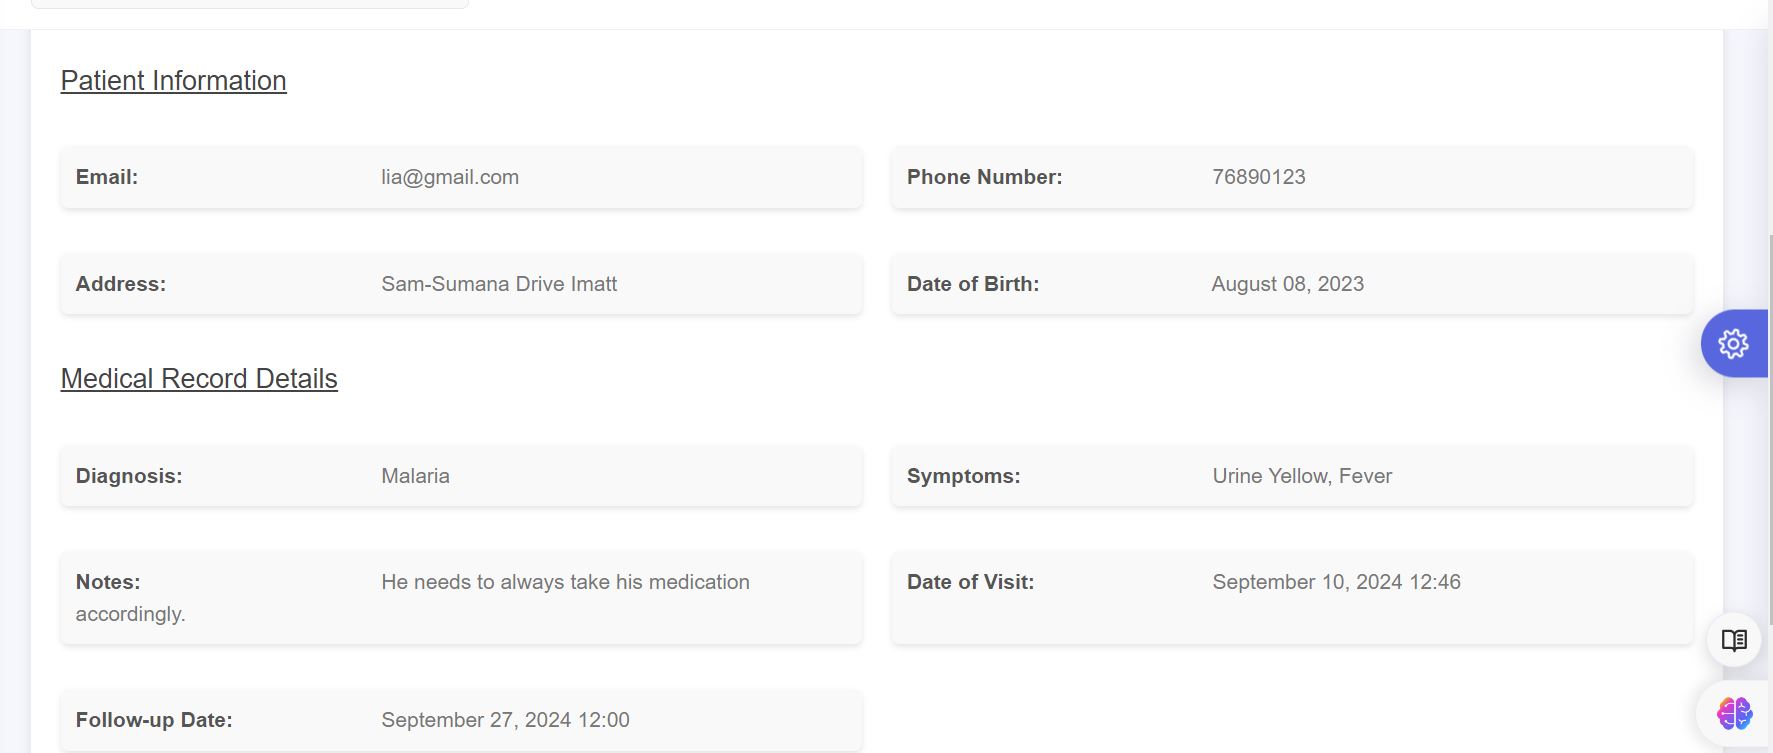 Patient Information
Email: lia@gmail.com
Phone Number: 76890123
Address: Sam-Sumana Drive Imatt
Date of Birth: August 08, 2023
Medical Record Details
Diagnosis: Malaria
Symptoms: Urine Yellow, Fever
Notes: He needs to always take his medication
accordingly.
Date of Visit: September 10, 2024 12:46
Follow-up Date: September 27, 2024 12:00